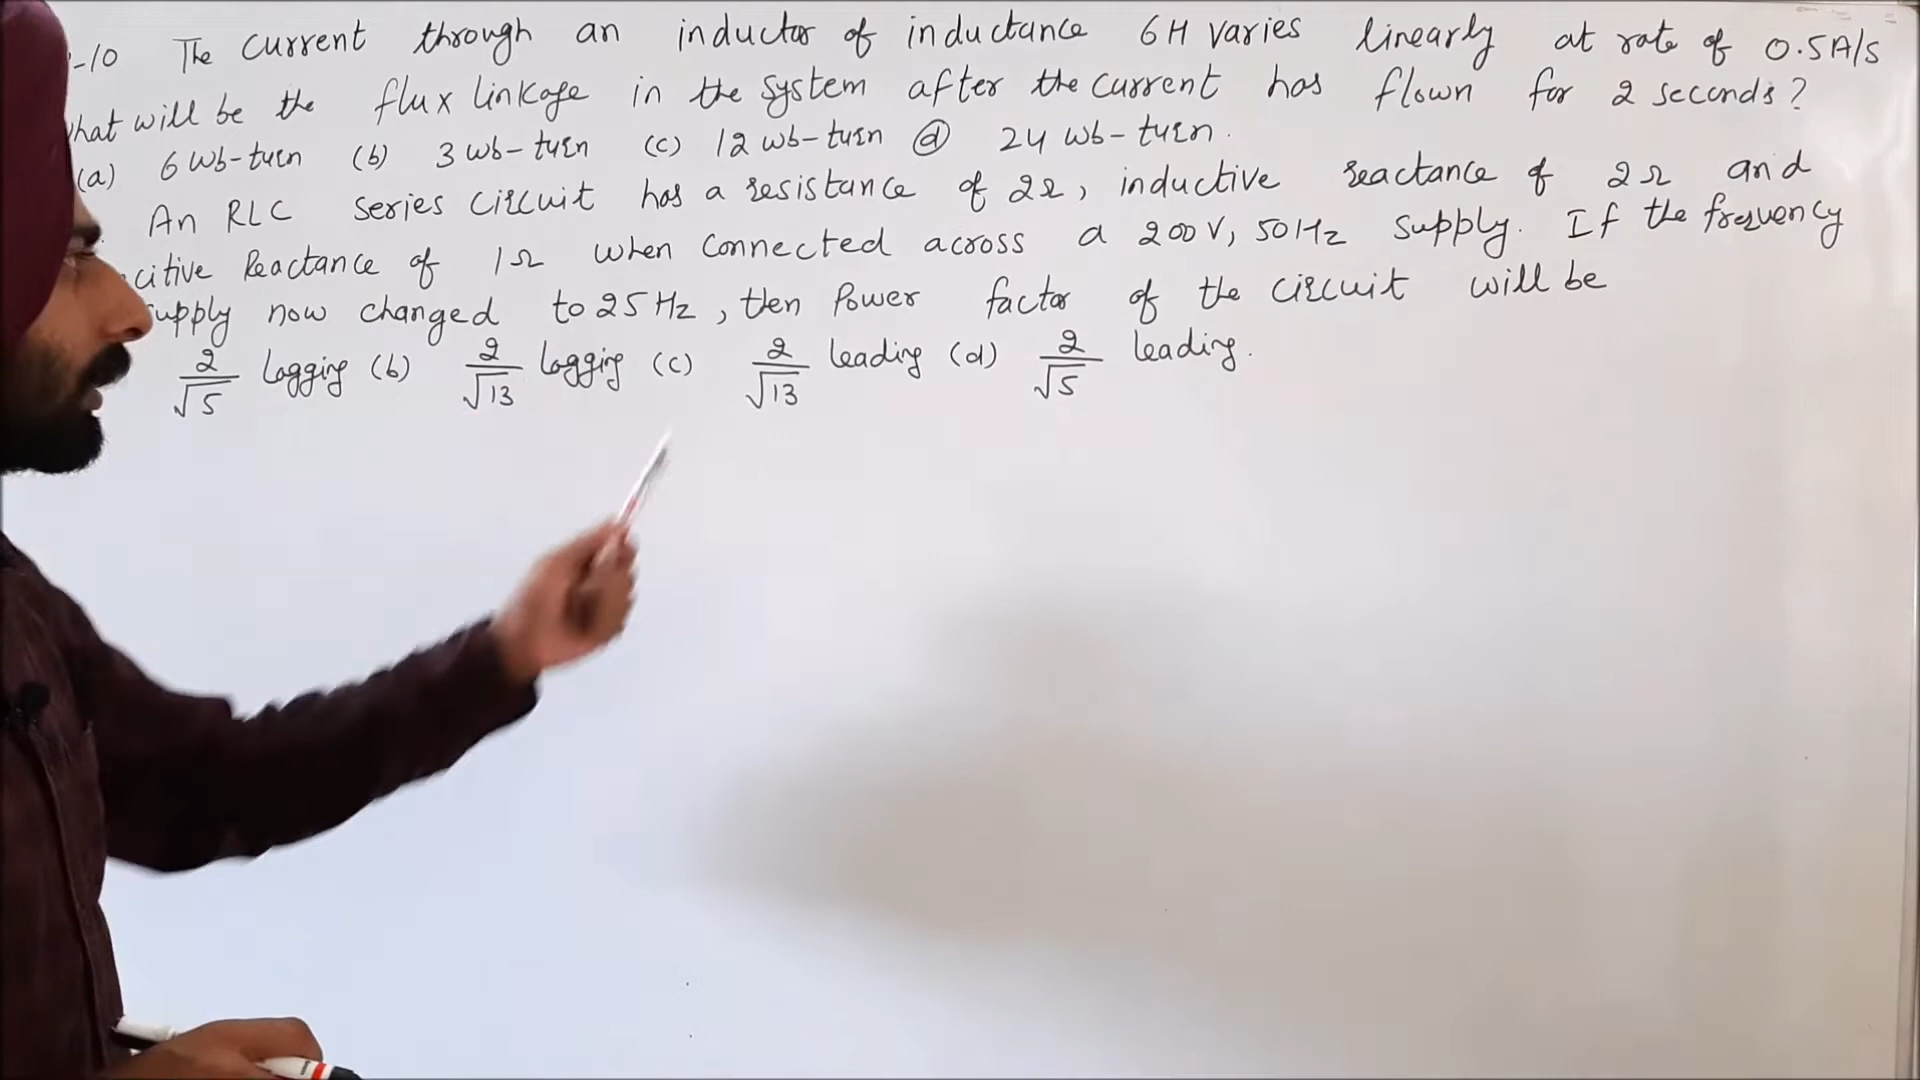 -10 The current through an inductor of inductance 6H varies linearly at rate of 0.5A/s
hat will be the flux linkage in the system after the current has flown for 2 seconds?
(a) 6 wb-turn (b) 3 wb-turn (c) 12 wb-turn (d) 24 wb-turn.
An RLC series circuit has a resistance of 2Ω, inductive reactance of 2Ω and
citive Reactance of 1Ω when connected across a 200V, 50Hz supply. If the frequency
upply now changed to 25Hz, then Power factor of the circuit will be
2/√5 lagging (b) 2/√13 lagging (c) 2/√13 leading (d) 2/√5 leading.